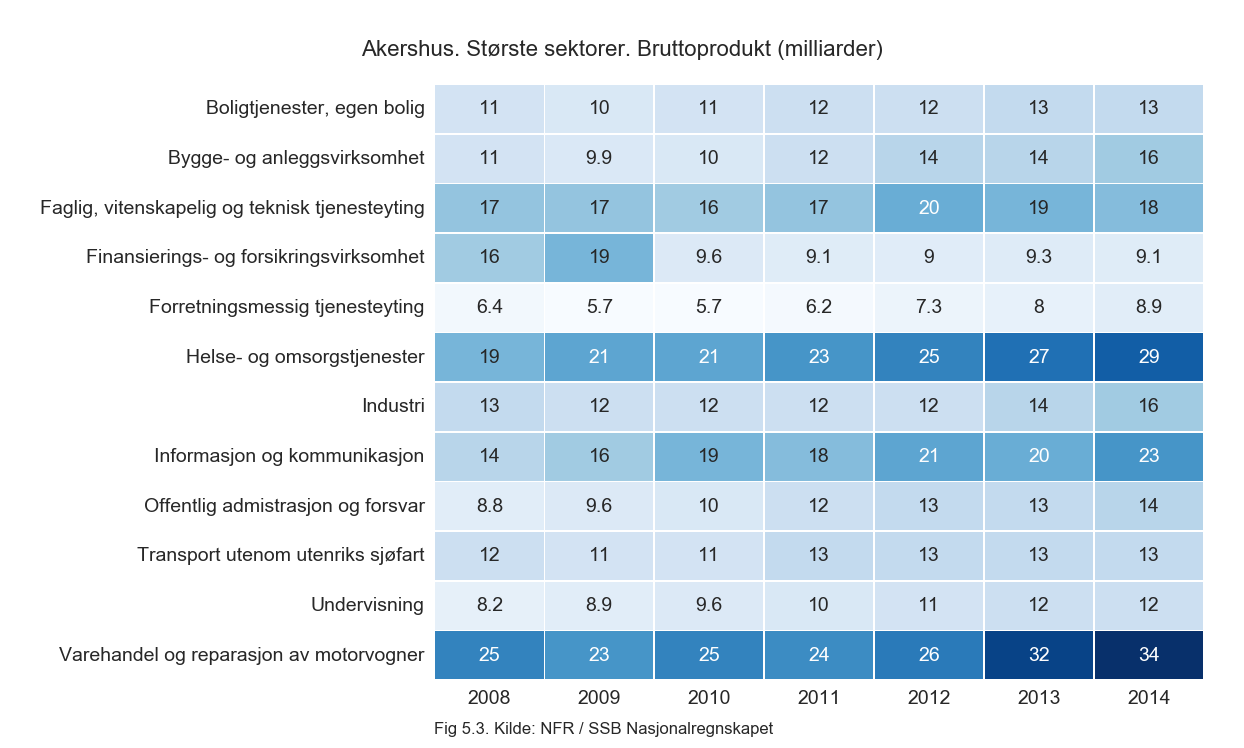 Akershus. Største sektorer. Bruttoprodukt (milliarder)
Boligtjenester, egen bolig 11 10 11 12 12 13 13
Bygge- og anleggsvirksomhet 11 9.9 10 12 14 14 16
Faglig, vitenskapelig og teknisk tjenesteyting 17 17 16 17 20 19 18
Finansierings- og forsikringsvirksomhet 16 19 9.6 9.1 9 9.3 9.1
Forretningsmessig tjenesteyting 6.4 5.7 5.7 6.2 7.3 8 8.9
Helse- og omsorgstjenester 19 21 21 23 25 27 29
Industri 13 12 12 12 12 14 16
Informasjon og kommunikasjon 14 16 19 18 21 20 23
Offentlig admistrasjon og forsvar 8.8 9.6 10 12 13 13 14
Transport utenom utenriks sjøfart 12 11 11 13 13 13 13
Undervisning 8.2 8.9 9.6 10 11 12 12
Varehandel og reparasjon av motorvogner 25 23 25 24 26 32 34
2008 2009 2010 2011 2012 2013 2014
Fig 5.3. Kilde: NFR / SSB Nasjonalregnskapet